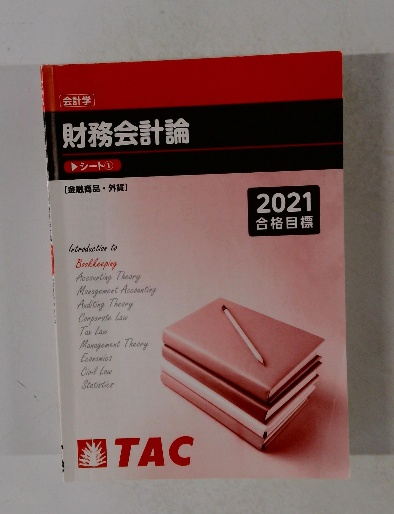 会計学
財務会計論
▶シート①
[金融商品・外貨]
2021
合格目標
Introduction to
Bookkeeping
Accounting Theory
Management Accounting
Auditing Theory
Corporate Law
Tax Law
Management Theory
Economics
Civil Law
Statistics
TAC